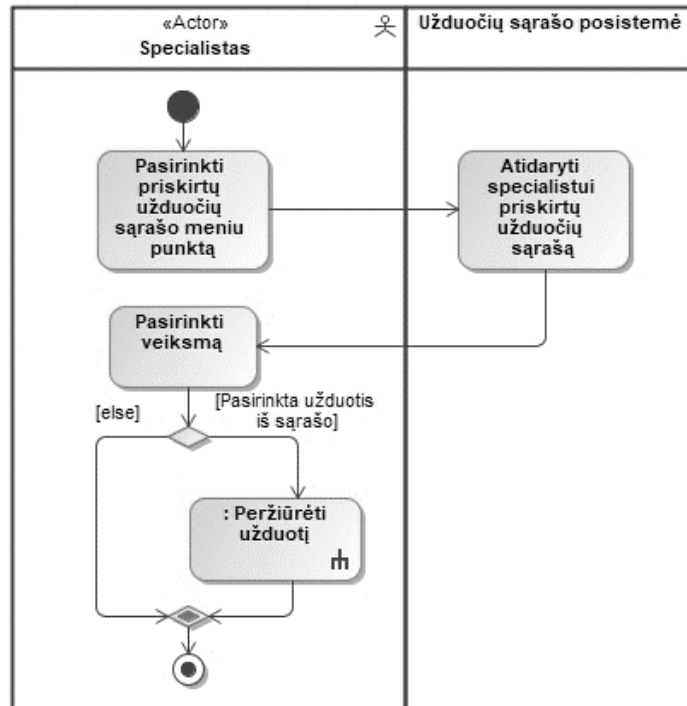 «Actor»
Specialistas
Užduočių sąrašo posistemė
Pasirinkti
priskirtų
užduočių
sąrašo meniu
punktą
Atidaryti
specialistui
priskirtų
užduočių
sąrašą
Pasirinkti
veiksmą
[else]
[Pasirinkta užduotis
iš sąrašo]
: Peržiūrėti
užduotį